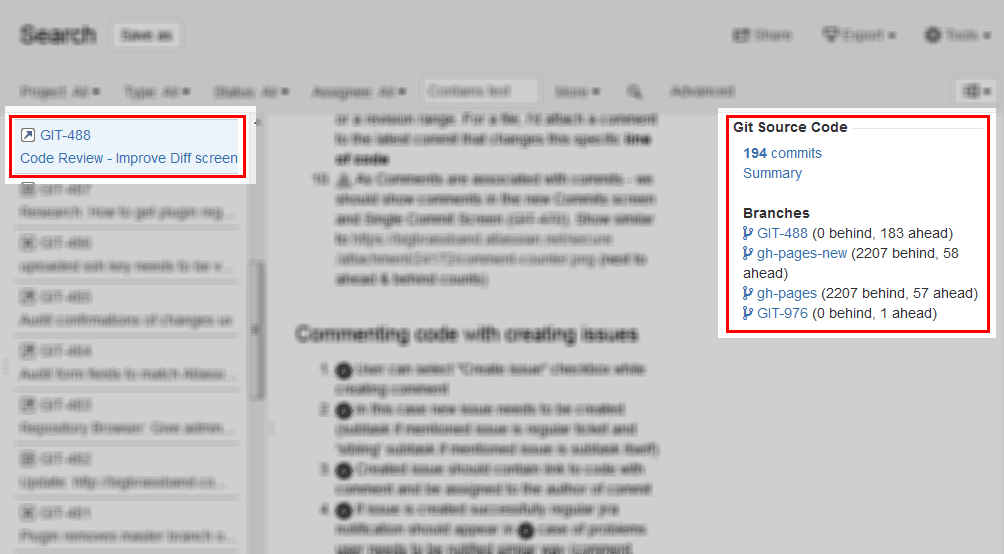 Search
Save as
Share
Export
Tools
Project: All
Type: All
Status: All
Assignee: All
Contains text
More
Advanced
GIT-488
Code Review - Improve Diff screen
GIT-487
Research: How to get plugin reg...
GIT-486
uploaded ssh key needs to be v...
GIT-485
Audit confirmations of changes ux
GIT-484
Audit form fields to match Atlassi...
GIT-483
Repository Browser: Give admin...
GIT-482
GIT-481
Plugin removes master branch o...
or a revision range. For a file, I'd attach a comment
to the latest commit that changes this specific line
of code
10. As Comments are associated with commits - we
should show comments in the new Commits screen
and Single Commit Screen (GIT-470). Show similar
to https://bigbrassband.atlassian.net/secure
/attachment/24172/comment-counter.png (next to
ahead & behind counts)
Commenting code with creating issues
1. User can select "Create issue" checkbox while
creating comment
2. In this case new issue needs to be created
(subtask if mentioned issue is regular ticket and
'sibling' subtask if mentioned issue is subtask itself)
3. Created issue should contain link to code with
comment and be assigned to the author of commit
4. If issue is created successfully regular jira
notification should appear in case of problems
user needs to be notified similar way (comment
Git Source Code
194 commits
Summary
Branches
GIT-488 (0 behind, 183 ahead)
gh-pages-new (2207 behind, 58
ahead)
gh-pages (2207 behind, 57 ahead)
GIT-976 (0 behind, 1 ahead)